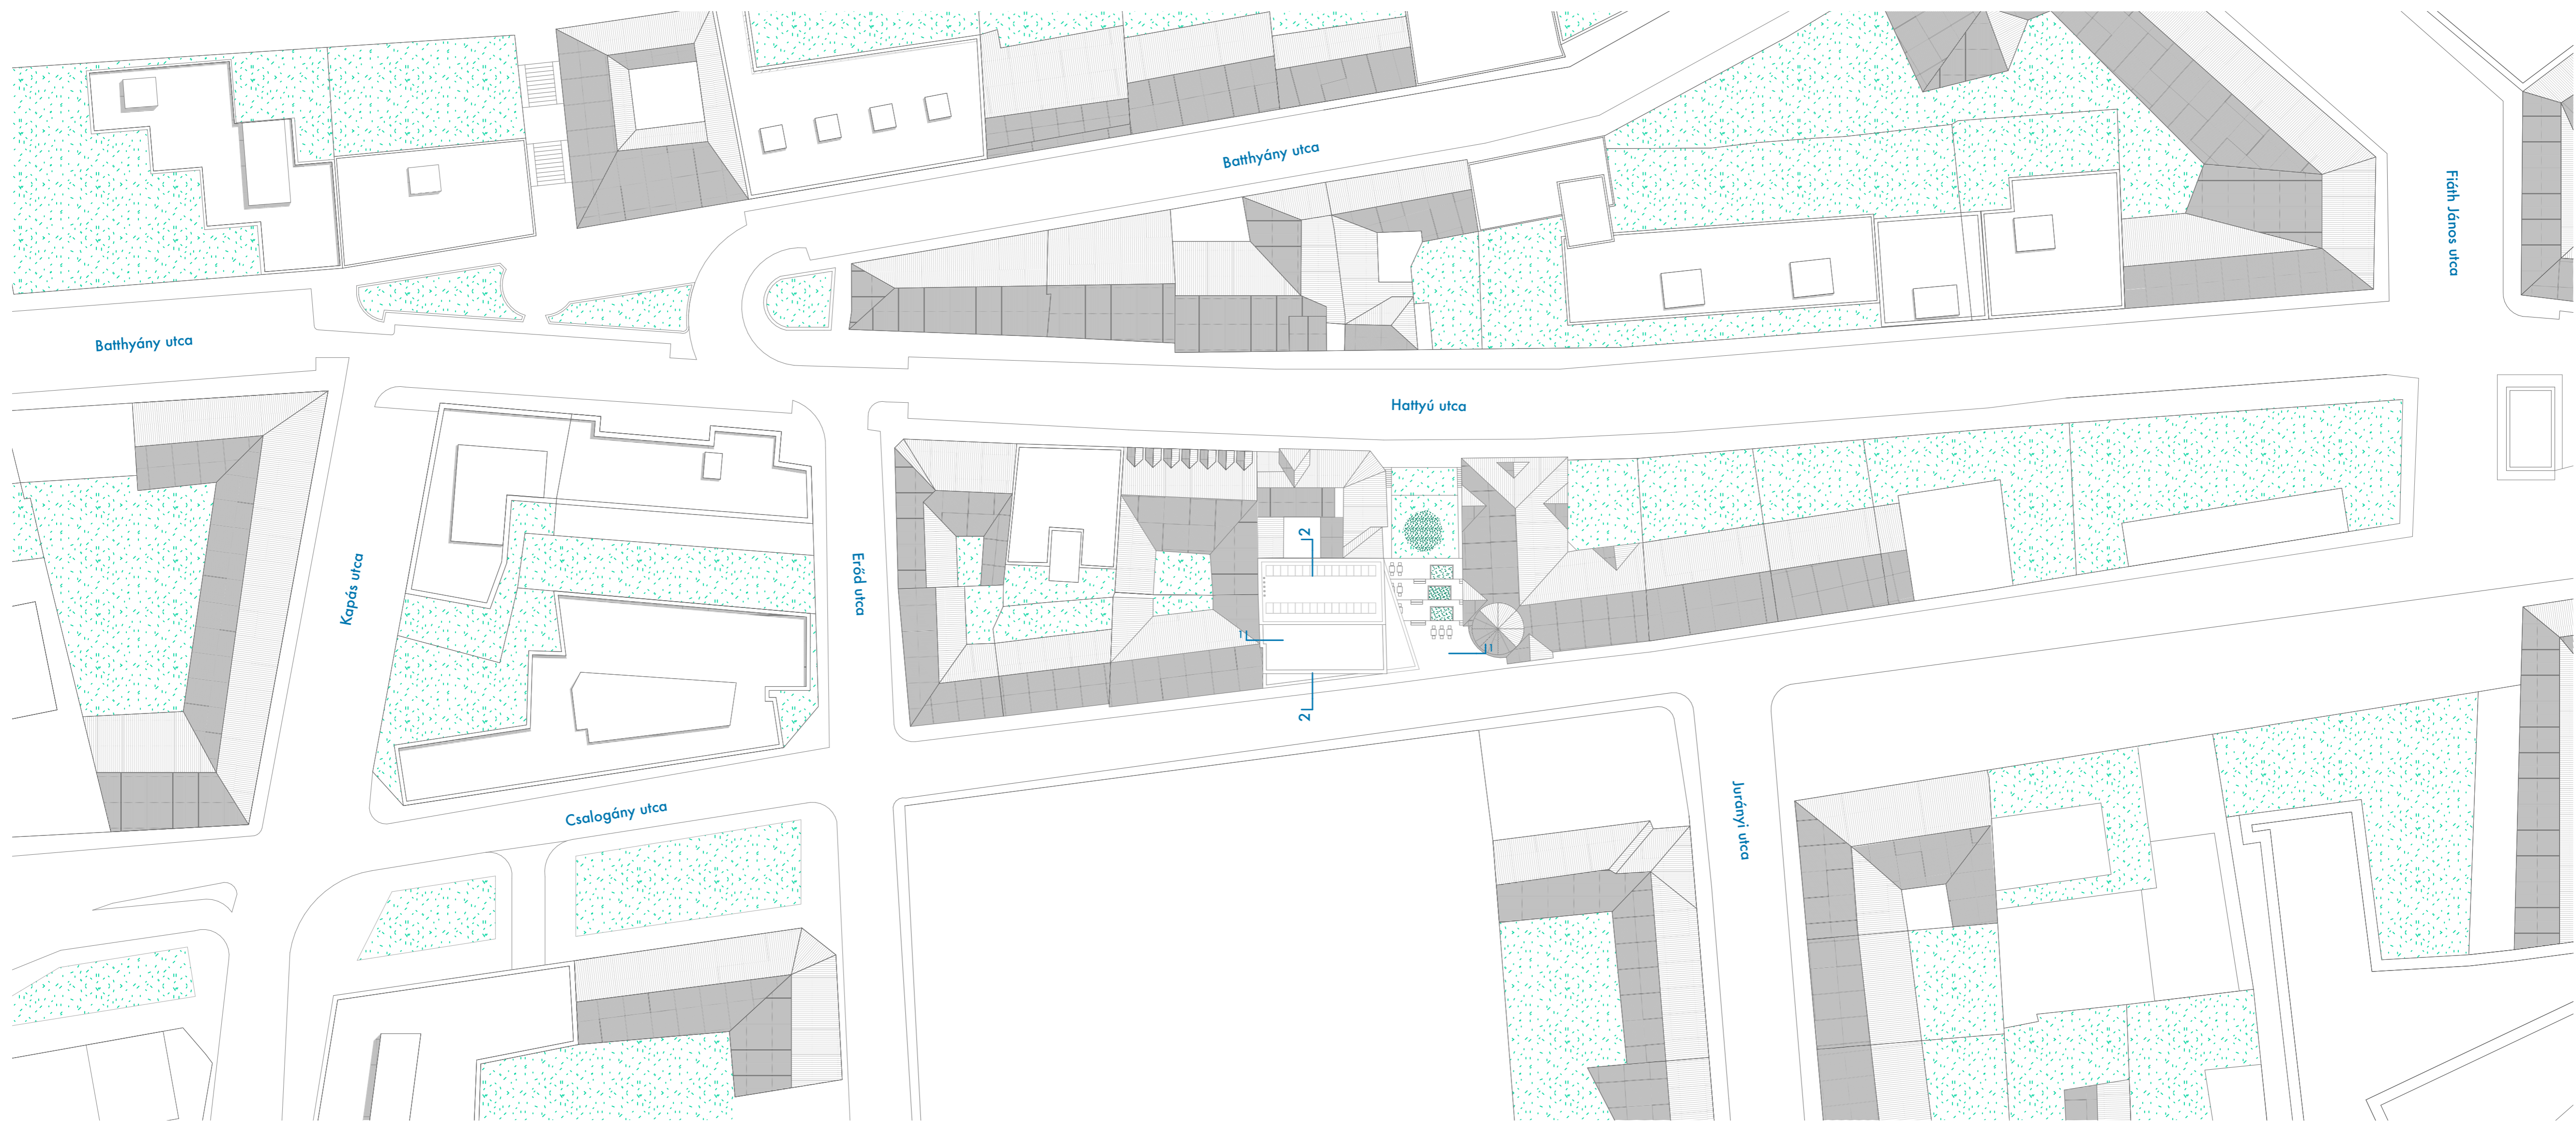 Batthyány utca
Fiáth János utca
Batthyány utca
Hattyú utca
2
Kapás utca
Erőd utca
1
1
2
Jurányi utca
Csalogány utca